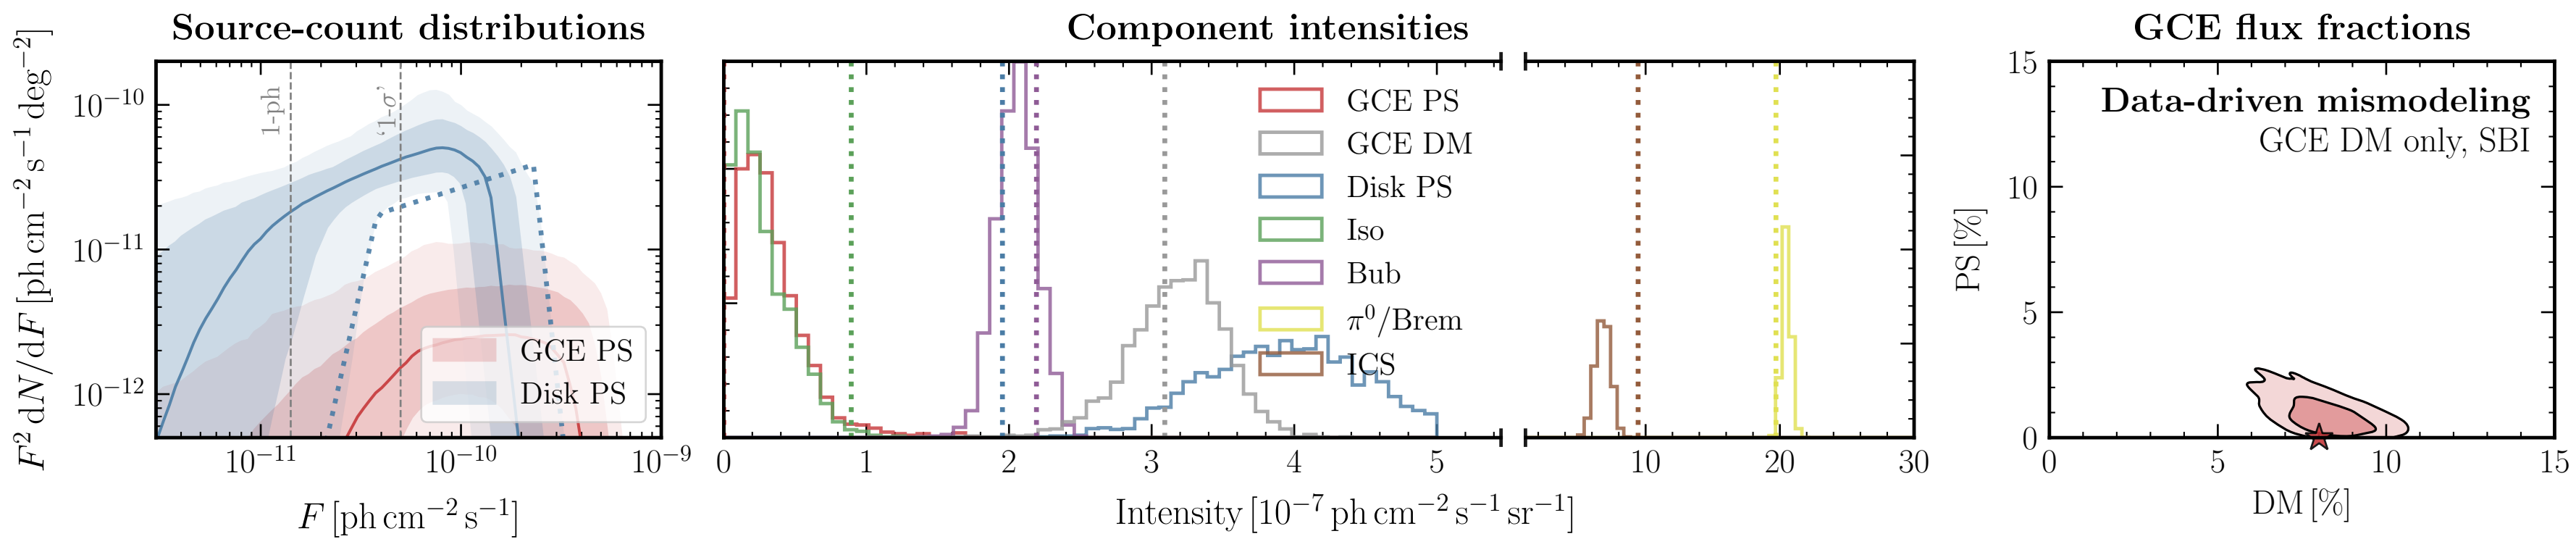 Source-count distributions
F² dN/dF [ph cm⁻² s⁻¹ deg⁻²]
10⁻¹⁰
10⁻¹¹
10⁻¹²
1-ph
‘1-σ’
GCE PS
Disk PS
10⁻¹¹ 10⁻¹⁰ 10⁻⁹
F [ph cm⁻² s⁻¹]
Component intensities
GCE PS
GCE DM
Disk PS
Iso
Bub
π⁰/Brem
ICS
0 1 2 3 4 5 10 20 30
Intensity [10⁻⁷ ph cm⁻² s⁻¹ sr⁻¹]
GCE flux fractions
Data-driven mismodeling
GCE DM only, SBI
PS [%]
15
10
5
0
0 5 10 15
DM [%]